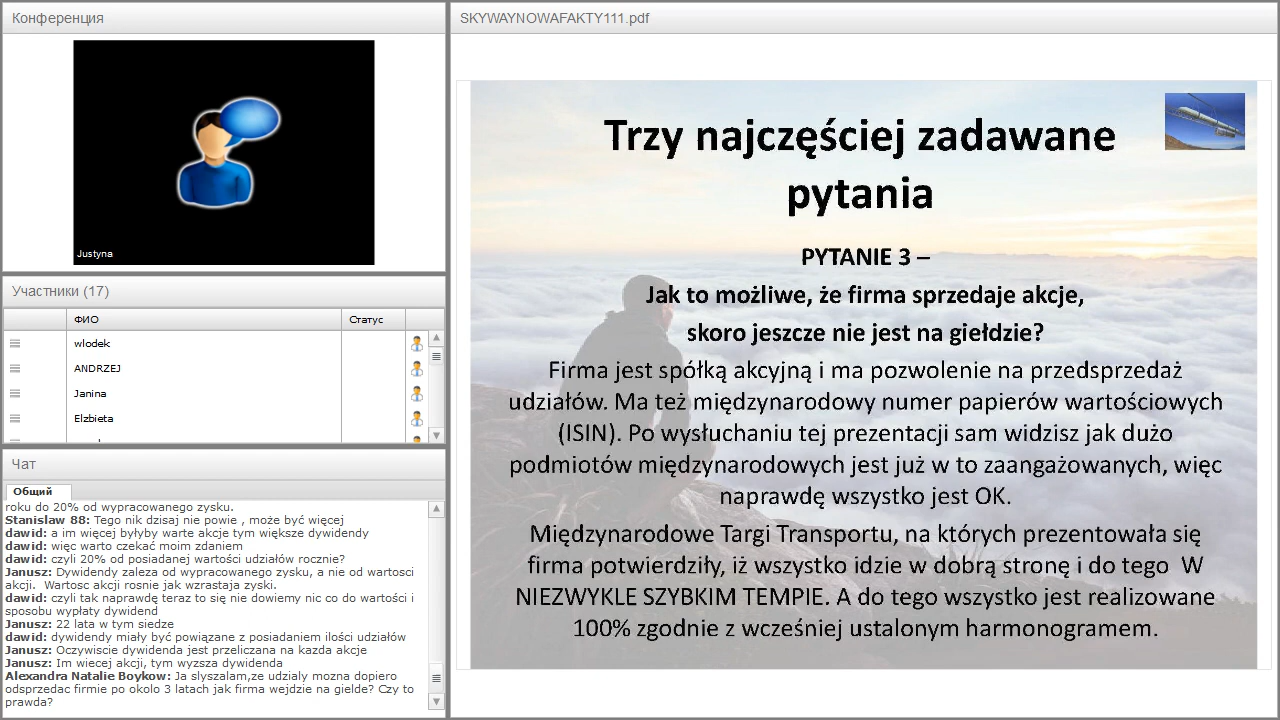 Конференция
Justyna
Участники (17)
ФИО
Статус
wlodek
ANDRZEJ
Janina
Elzbieta
Чат
Общий
roku do 20% od wypracowanego zysku.
Stanislaw 88: Tego nik dzisaj nie powie , może być więcej
dawid: a im więcej byłyby warte akcje tym większe dywidendy
dawid: więc warto czekać moim zdaniem
dawid: czyli 20% od posiadanej wartości udziałów rocznie?
Janusz: Dywidendy zaleza od wypracowanego zysku, a nie od wartosci
akcji.  Wartosc akcji rosnie jak wzrastaja zyski.
dawid: czyli tak naprawdę teraz to się nie dowiemy nic co do wartości i
sposobu wypłaty dywidend
Janusz: 22 lata w tym siedze
dawid: dywidendy miały być powiązane z posiadaniem ilości udziałów
Janusz: Oczywiscie dywidenda jest przeliczana na kazda akcje
Janusz: Im wiecej akcji, tym wyzsza dywidenda
Alexandra Natalie Boykow: Ja slyszalam,ze udzialy mozna dopiero
odsprzedac firmie po okolo 3 latach jak firma wejdzie na gielde? Czy to
prawda?
SKYWAYNOWAFAKTY111.pdf
Trzy najczęściej zadawane
pytania
PYTANIE 3 –
Jak to możliwe, że firma sprzedaje akcje,
skoro jeszcze nie jest na giełdzie?
Firma jest spółką akcyjną i ma pozwolenie na przedsprzedaż
udziałów. Ma też międzynarodowy numer papierów wartościowych
(ISIN). Po wysłuchaniu tej prezentacji sam widzisz jak dużo
podmiotów międzynarodowych jest już w to zaangażowanych, więc
naprawdę wszystko jest OK.
Międzynarodowe Targi Transportu, na których prezentowała się
firma potwierdziły, iż wszystko idzie w dobrą stronę i do tego  W
NIEZWYKLE SZYBKIM TEMPIE. A do tego wszystko jest realizowane
100% zgodnie z wcześniej ustalonym harmonogramem.